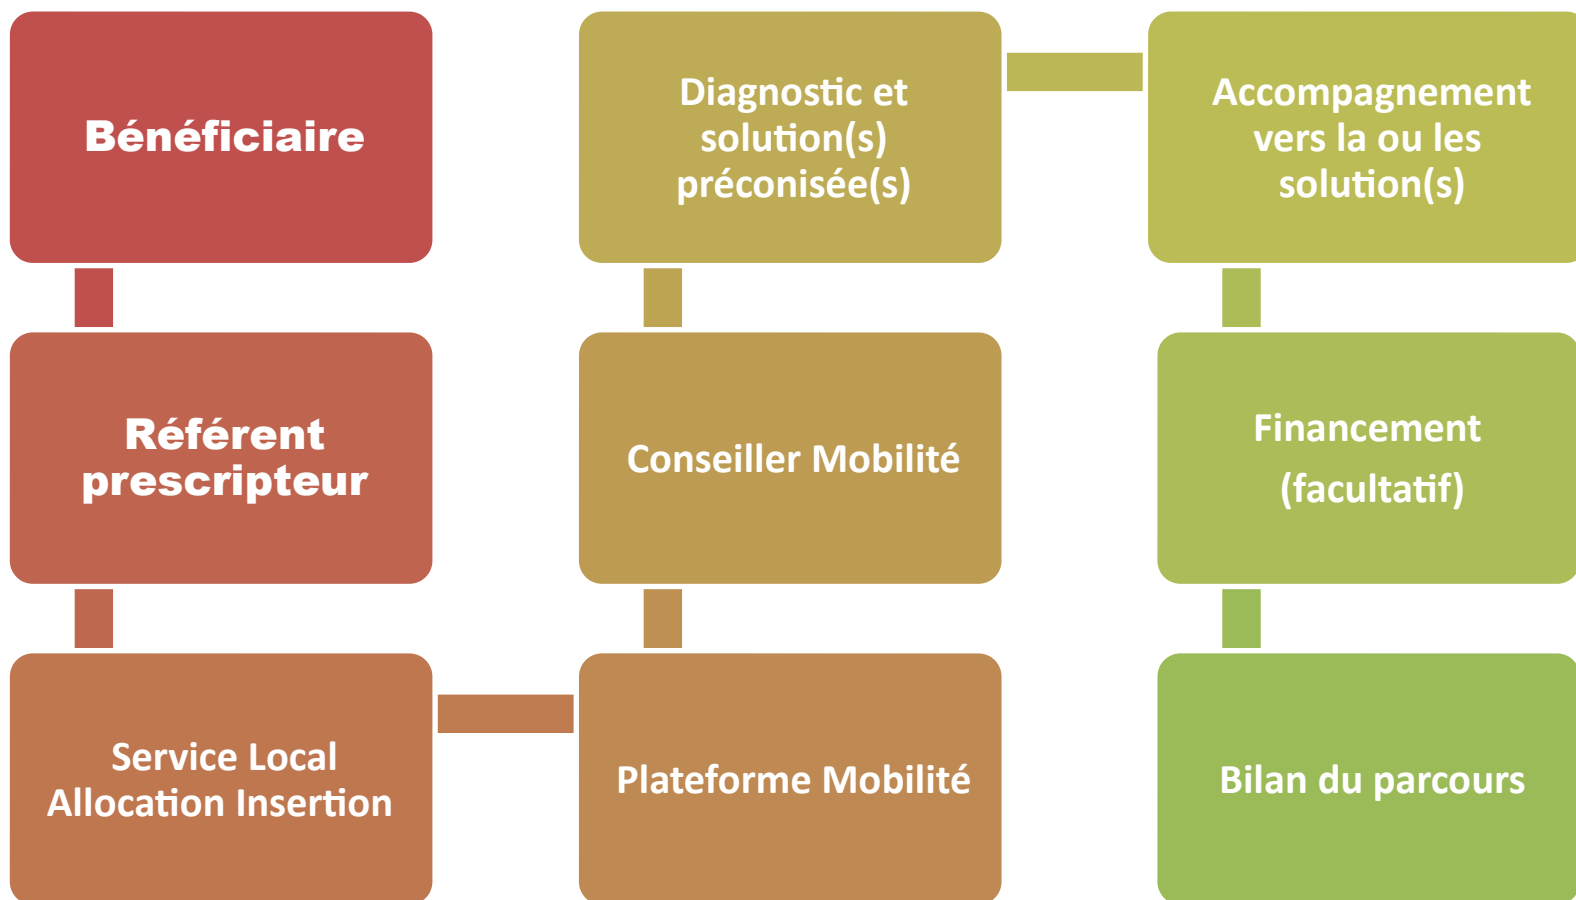 Bénéficiaire
Référent
prescripteur
Service Local
Allocation Insertion
Plateforme Mobilité
Conseiller Mobilité
Diagnostic et
solution(s)
préconisée(s)
Accompagnement
vers la ou les
solution(s)
Financement
(facultatif)
Bilan du parcours